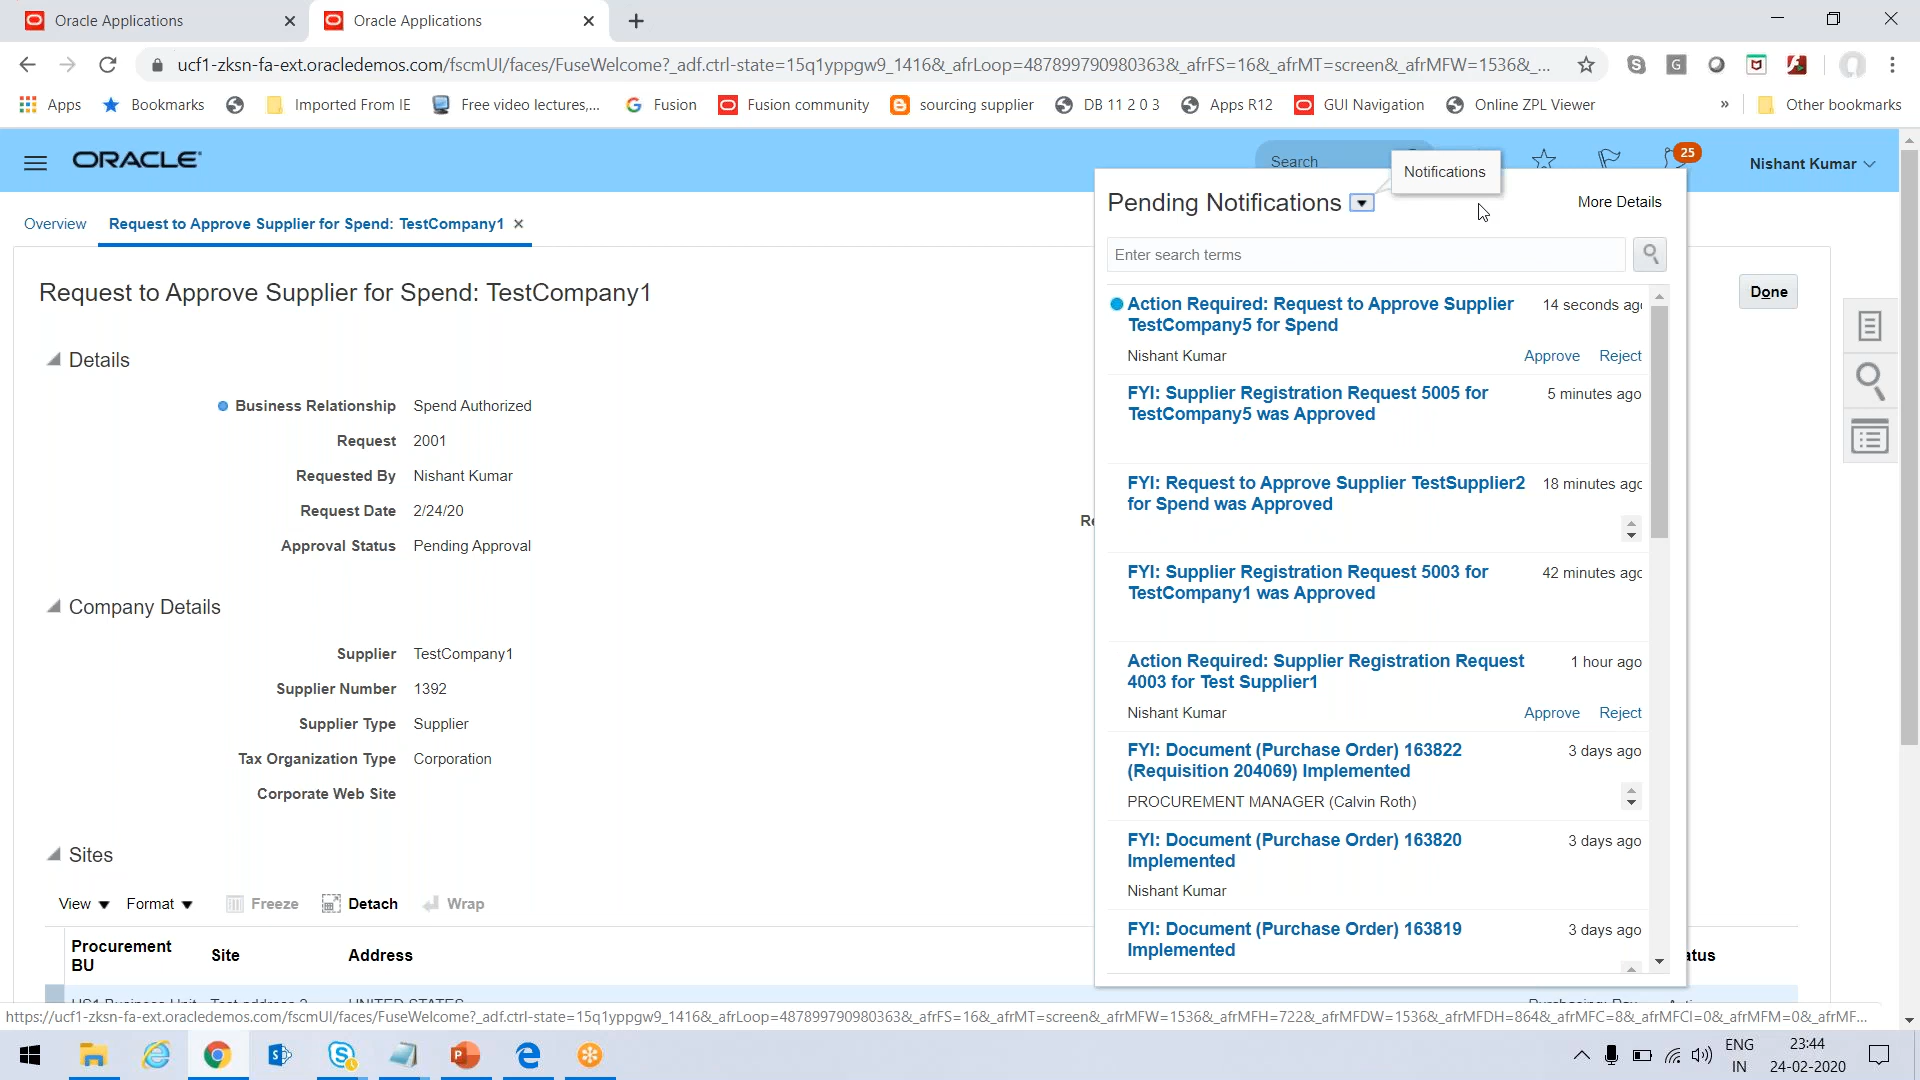 Oracle Applications
Oracle Applications
ucf1-zksn-fa-ext.oracledemos.com/fscmUI/faces/FuseWelcome?_adf.ctrl-state=15q1yppgw9_1416&_afrLoop=487899790980363&_afrFS=16&_afrMT=screen&_afrMFW=1536&_...
G
Apps Bookmarks Imported From IE Free video lectures,... Fusion Fusion community sourcing supplier DB 11 2 0 3 Apps R12 GUI Navigation Online ZPL Viewer » Other bookmarks
ORACLE
Search
25
Nishant Kumar
Notifications
Overview
Request to Approve Supplier for Spend: TestCompany1
Request to Approve Supplier for Spend: TestCompany1
Done
Details
Business Relationship Spend Authorized
Request 2001
Requested By Nishant Kumar
Request Date 2/24/20
Approval Status Pending Approval
Re
Company Details
Supplier TestCompany1
Supplier Number 1392
Supplier Type Supplier
Tax Organization Type Corporation
Corporate Web Site
Sites
View Format Freeze Detach Wrap
Procurement BU
Site
Address
atus
Pending Notifications
More Details
Enter search terms
Action Required: Request to Approve Supplier 14 seconds ago
TestCompany5 for Spend
Nishant Kumar Approve Reject
FYI: Supplier Registration Request 5005 for 5 minutes ago
TestCompany5 was Approved
FYI: Request to Approve Supplier TestSupplier2 18 minutes ago
for Spend was Approved
FYI: Supplier Registration Request 5003 for 42 minutes ago
TestCompany1 was Approved
Action Required: Supplier Registration Request 1 hour ago
4003 for Test Supplier1
Nishant Kumar Approve Reject
FYI: Document (Purchase Order) 163822 3 days ago
(Requisition 204069) Implemented
PROCUREMENT MANAGER (Calvin Roth)
FYI: Document (Purchase Order) 163820 3 days ago
Implemented
Nishant Kumar
FYI: Document (Purchase Order) 163819 3 days ago
Implemented
https://ucf1-zksn-fa-ext.oracledemos.com/fscmUI/faces/FuseWelcome?_adf.ctrl-state=15q1yppgw9_1416&_afrLoop=487899790980363&_afrFS=16&_afrMT=screen&_afrMFW=1536&_afrMFH=722&_afrMFDW=1536&_afrMFDH=864&_afrMFC=8&_afrMFCI=0&_afrMFM=0&_afrMF...
ENG
IN
23:44
24-02-2020